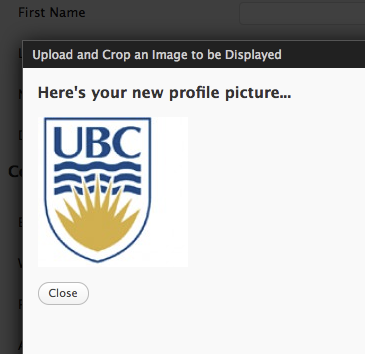 First Name
Upload and Crop an Image to be Displayed
Here's your new profile picture...
UBC
Close